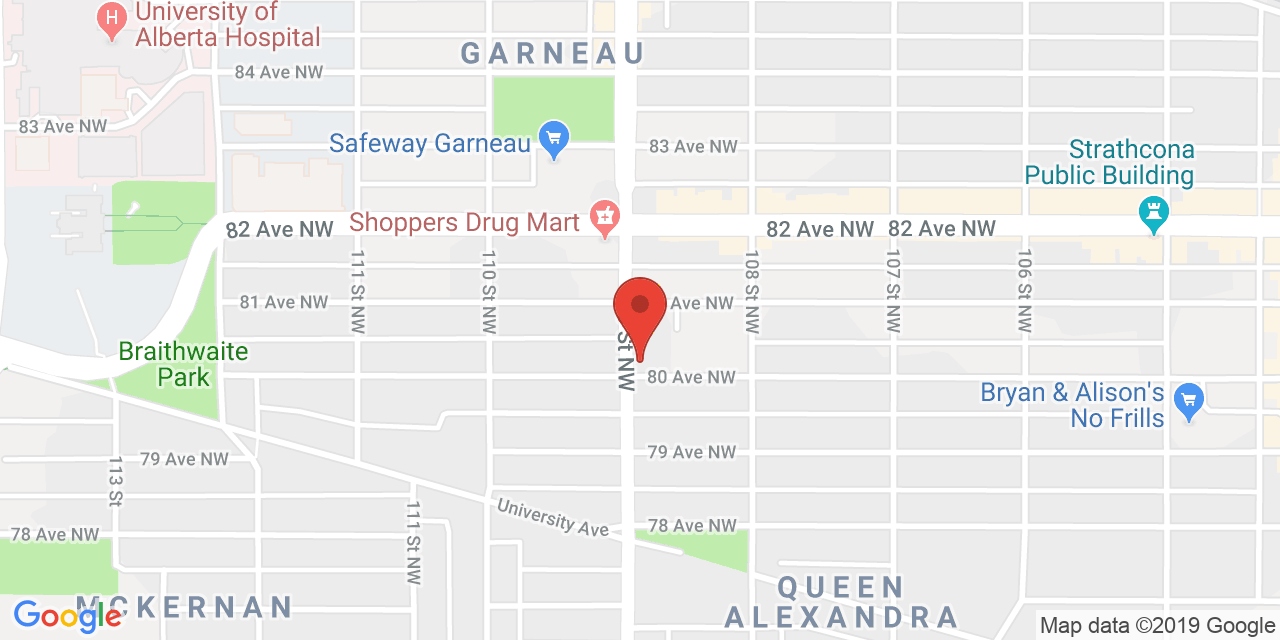 University of
Alberta Hospital
H
GARNEAU
84 Ave NW
83 Ave NW
Safeway Garneau
83 Ave NW
Strathcona
Public Building
Shoppers Drug Mart
82 Ave NW
82 Ave NW
82 Ave NW
111 St NW
110 St NW
108 St NW
107 St NW
106 St NW
81 Ave NW
Ave NW
St NW
Braithwaite
Park
80 Ave NW
Bryan & Alison's
No Frills
79 Ave NW
79 Ave NW
113 St
111 St NW
University Ave
78 Ave NW
78 Ave NW
QUEEN
ALEXANDRA
MCKERNAN
Google
Map data ©2019 Google